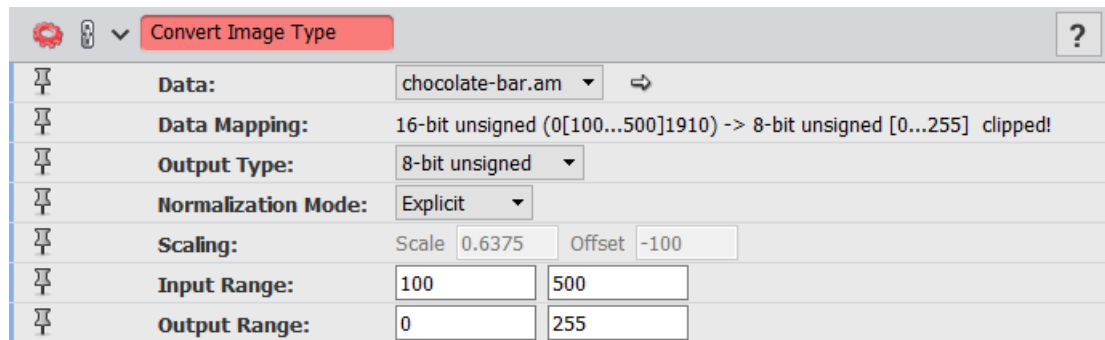 Convert Image Type ?
Data: chocolate-bar.am
Data Mapping: 16-bit unsigned (0[100...500]1910) -> 8-bit unsigned [0...255] clipped!
Output Type: 8-bit unsigned
Normalization Mode: Explicit
Scaling: Scale 0.6375 Offset -100
Input Range: 100 500
Output Range: 0 255